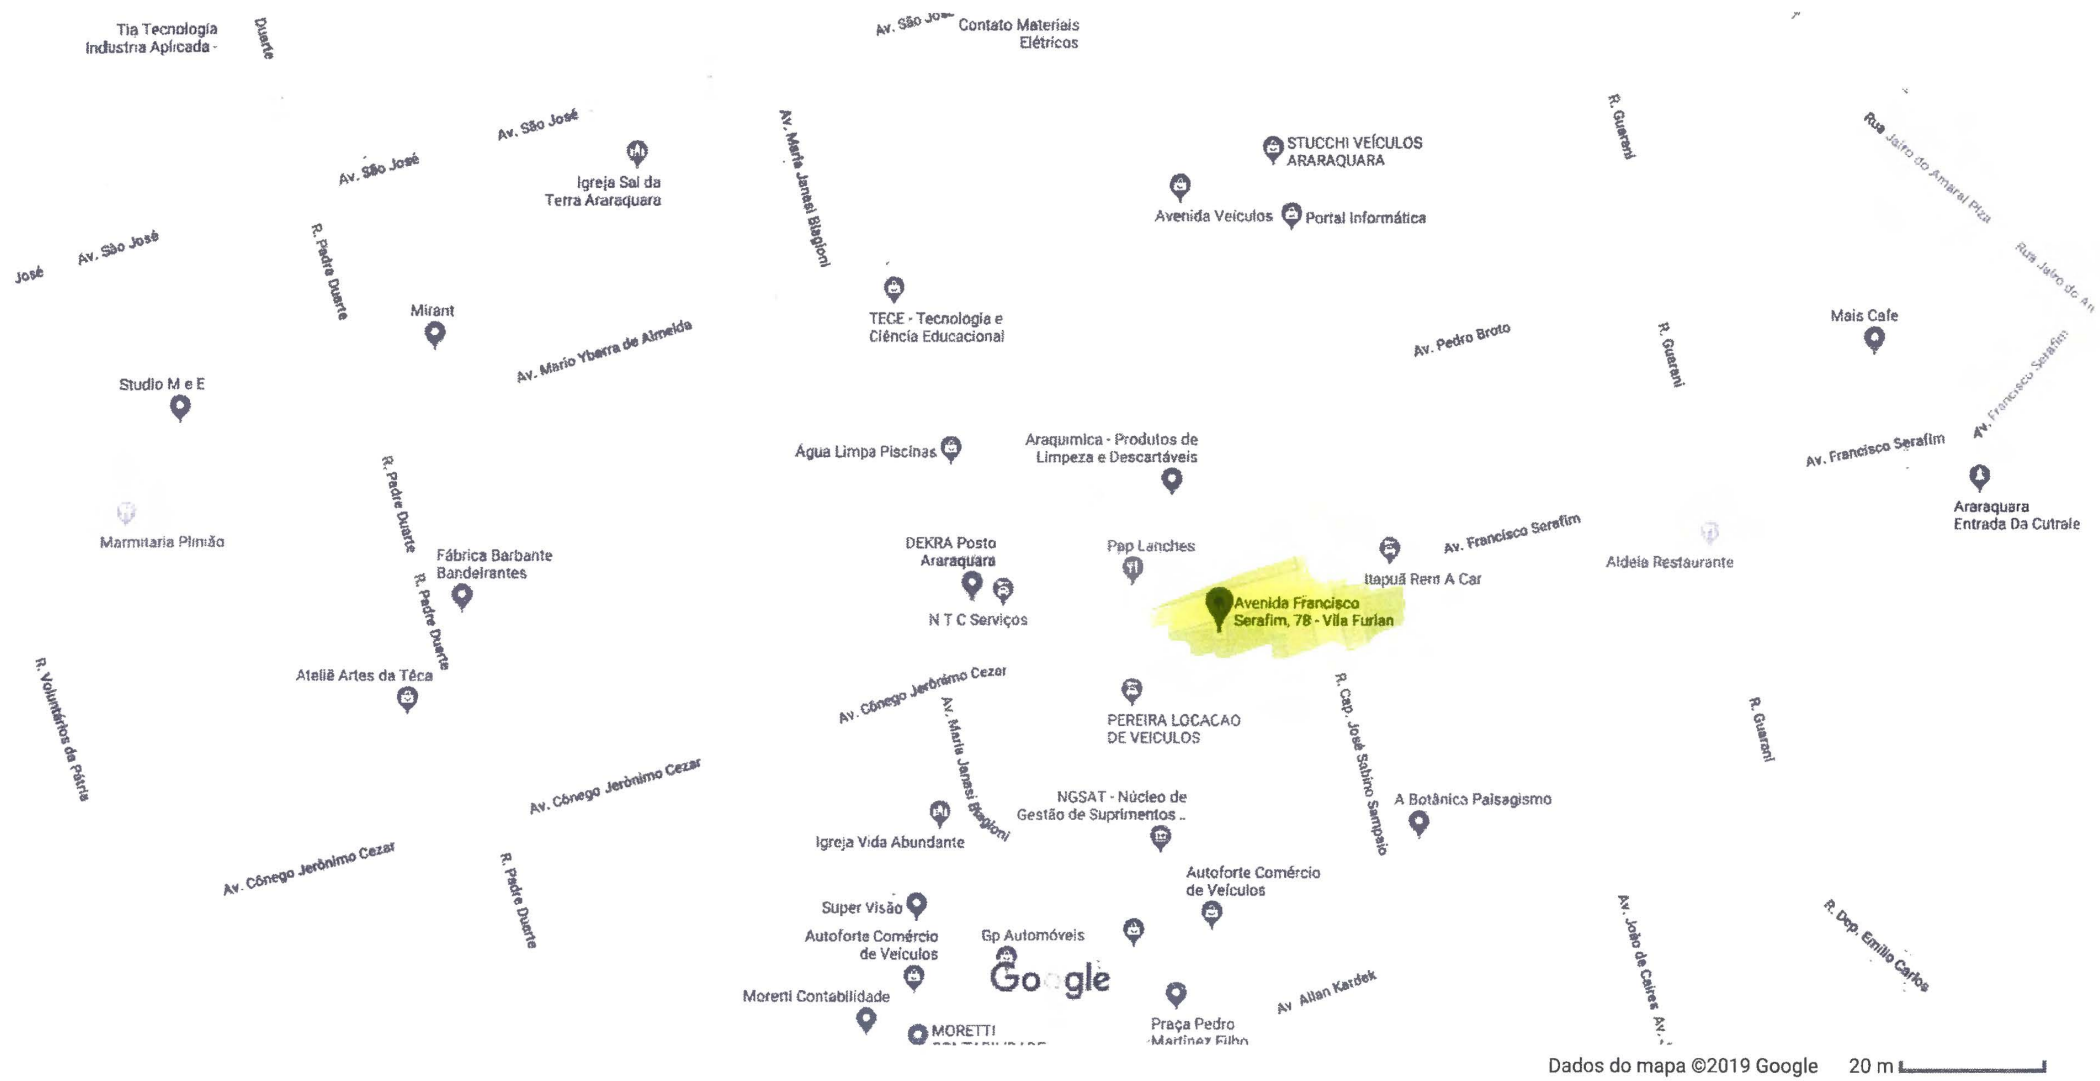 Tia Tecnologia
Industria Aplicada -
Duarte
Av. São José
Contato Materiais
Elétricos
Av. São José
Av. São José
Igreja Sal da
Terra Araraquara
Av. Maria Janasi Biagioni
STUCCHI VEÍCULOS
ARARAQUARA
Avenida Veículos
Portal Informática
R. Guarani
Rua Jairo do Amaral Piza
Rua Jairo do Am
José
Av. São José
R. Padre Duarte
Mirant
Av. Mario Ybarra de Almeida
TECE - Tecnologia e
Ciência Educacional
Av. Pedro Broto
R. Guarani
Mais Cafe
Av. Francisco Serafim
Studio M e E
Água Limpa Piscinas
Araquimica - Produtos de
Limpeza e Descartáveis
Av. Francisco Serafim
Araraquara
Entrada Da Cutrale
Marmitaria Plinião
R. Padre Duarte
Fábrica Barbante
Bandeirantes
DEKRA Posto
Araraquara
N T C Serviços
Pap Lanches
Av. Francisco Serafim
Itapuã Rent A Car
Aldeia Restaurante
Avenida Francisco
Serafim, 78 - Vila Furlan
R. Padre Duarte
Ateliê Artes da Têca
R. Voluntários da Pátria
Av. Cônego Jerônimo Cezar
Av. Maria Janasi Biagioni
PEREIRA LOCACAO
DE VEICULOS
R. Cap. José Sabino Sampaio
R. Guarani
Av. Cônego Jerônimo Cezar
Igreja Vida Abundante
NGSAT - Núcleo de
Gestão de Suprimentos ..
A Botânica Paisagismo
Av. Cônego Jerônimo Cezar
R. Padre Duarte
Autoforte Comércio
de Veículos
Super Visão
Autoforte Comércio
de Veículos
Gp Automóveis
Google
Av. João de Caires
Av.
R. Dep. Emilio Carlos
Moretti Contabilidade
MORETTI
CONTABILIDADE
Praça Pedro
Martinez Filho
Av Allan Kardek
Dados do mapa ©2019 Google
20 m